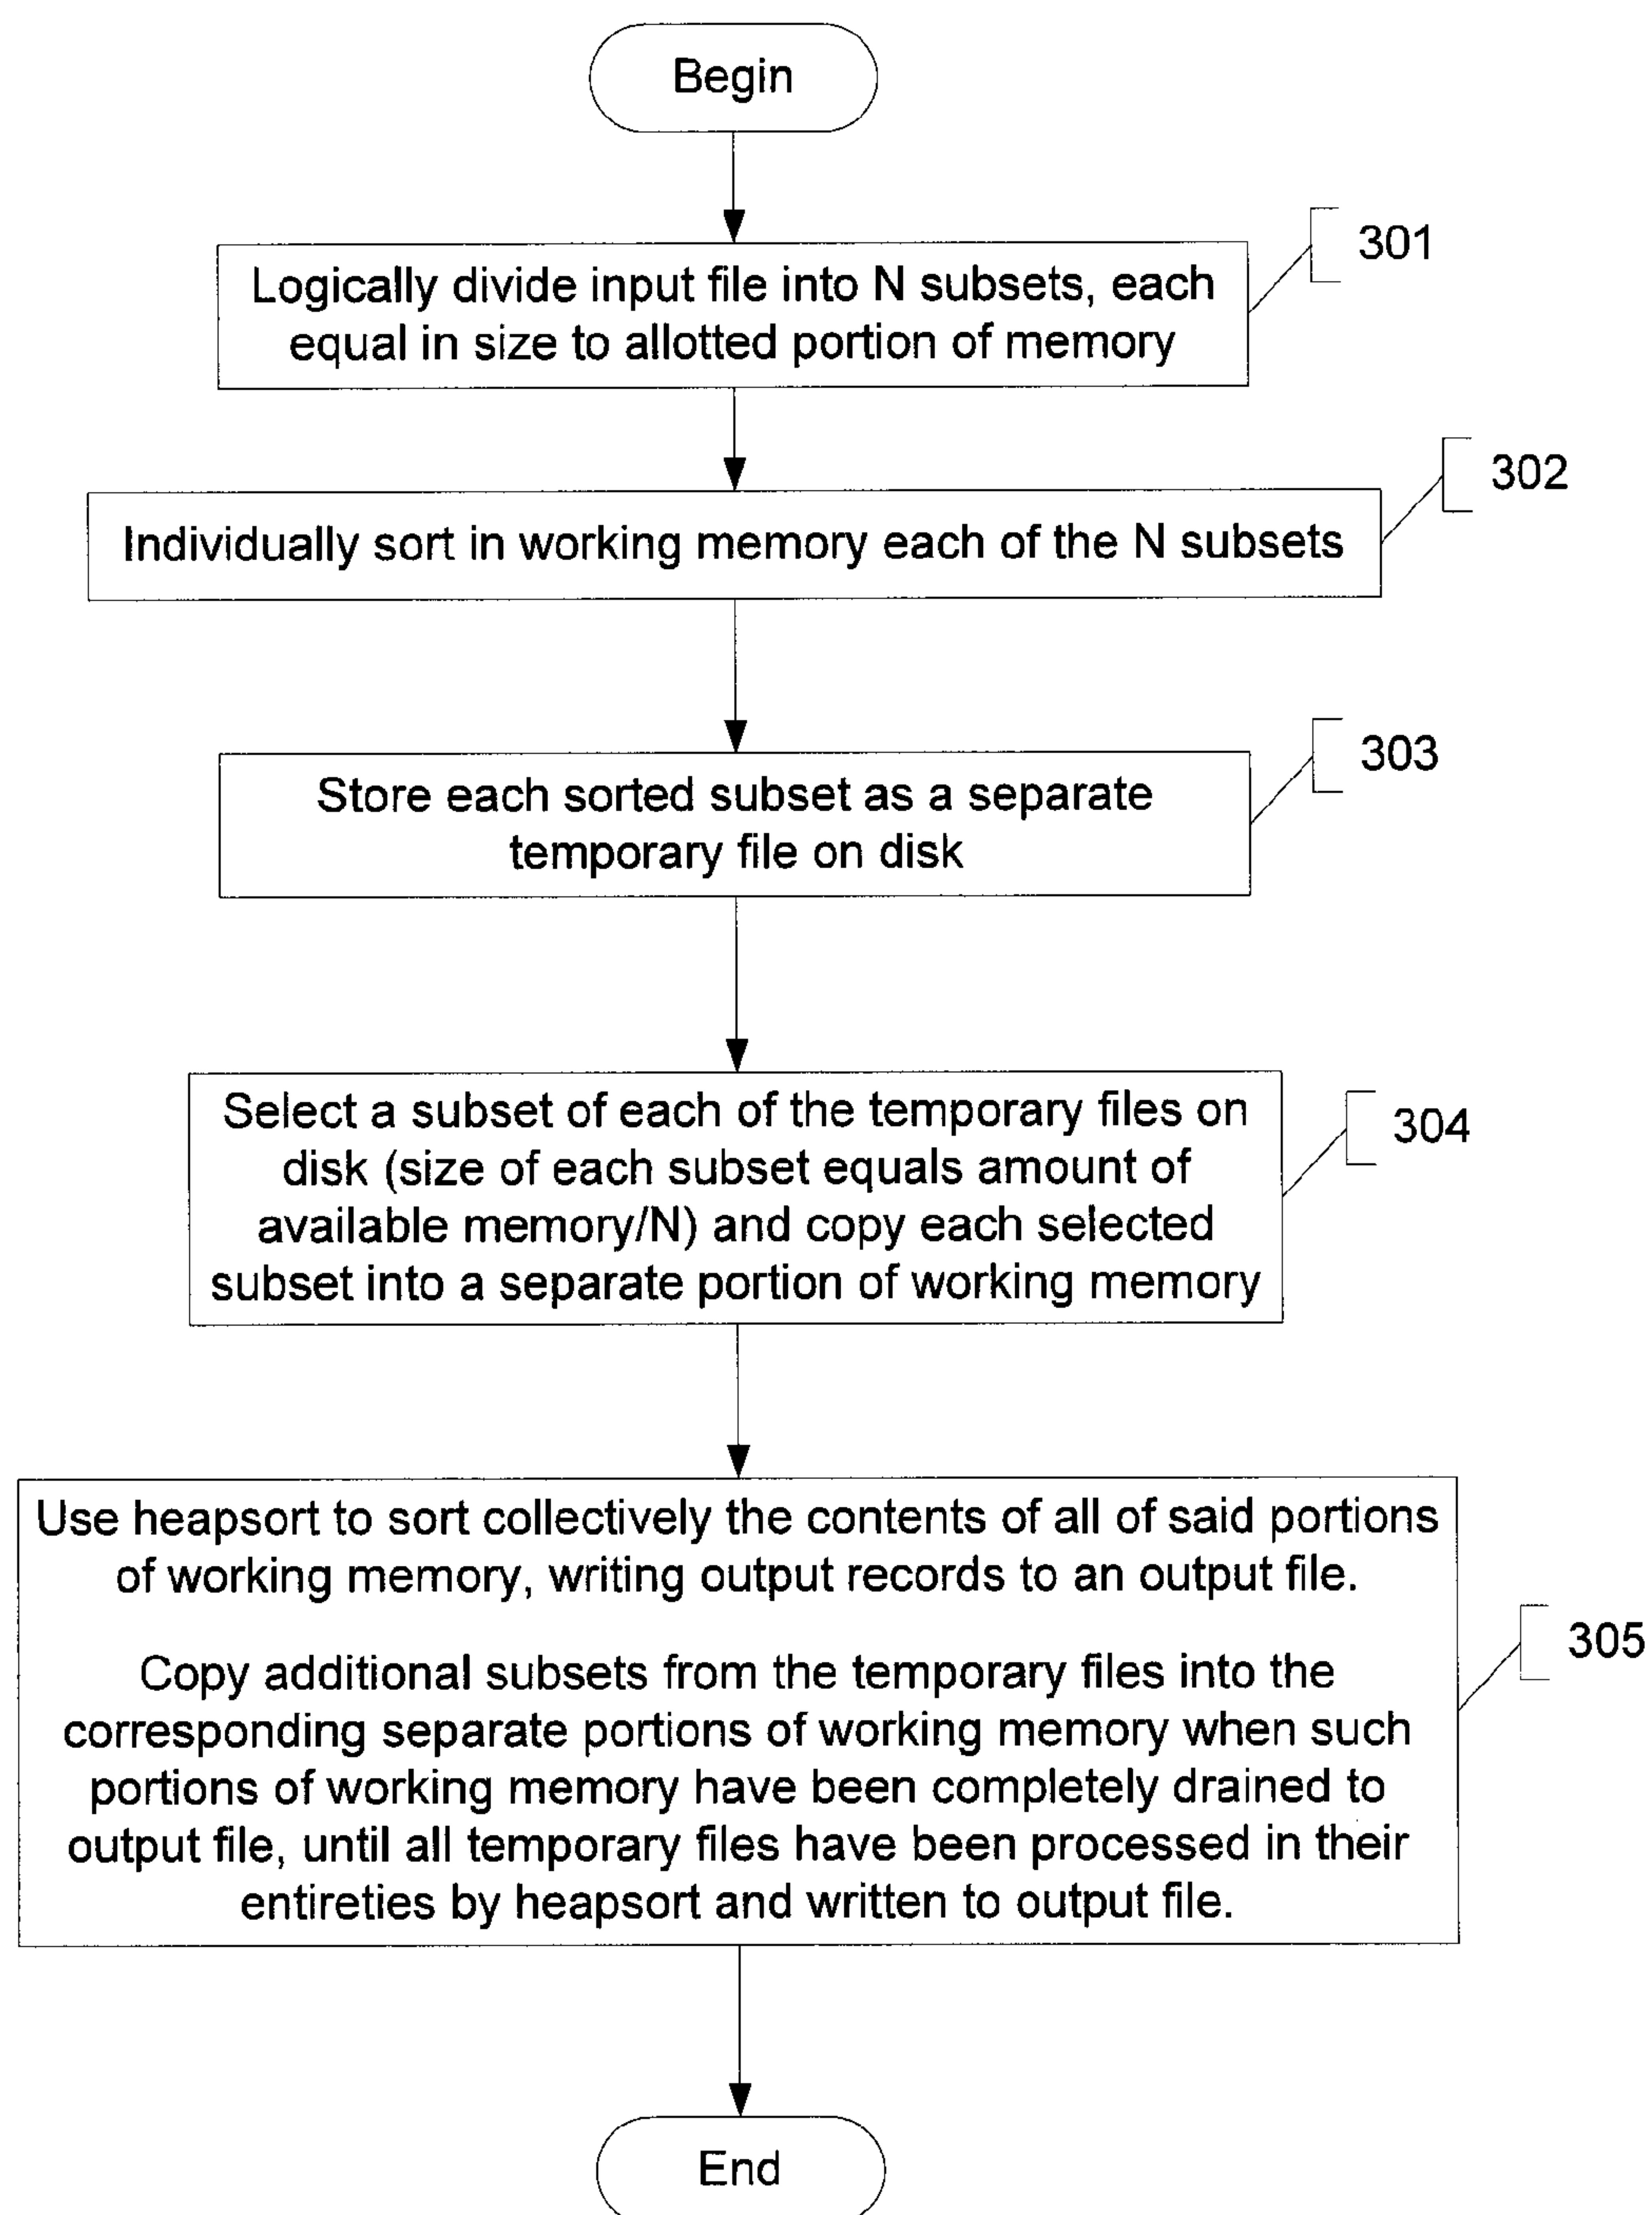 Begin
301
Logically divide input file into N subsets, each
equal in size to allotted portion of memory
302
Individually sort in working memory each of the N subsets
303
Store each sorted subset as a separate
temporary file on disk
304
Select a subset of each of the temporary files on
disk (size of each subset equals amount of
available memory/N) and copy each selected
subset into a separate portion of working memory
Use heapsort to sort collectively the contents of all of said portions
of working memory, writing output records to an output file.
305
Copy additional subsets from the temporary files into the
corresponding separate portions of working memory when such
portions of working memory have been completely drained to
output file, until all temporary files have been processed in their
entireties by heapsort and written to output file.
End